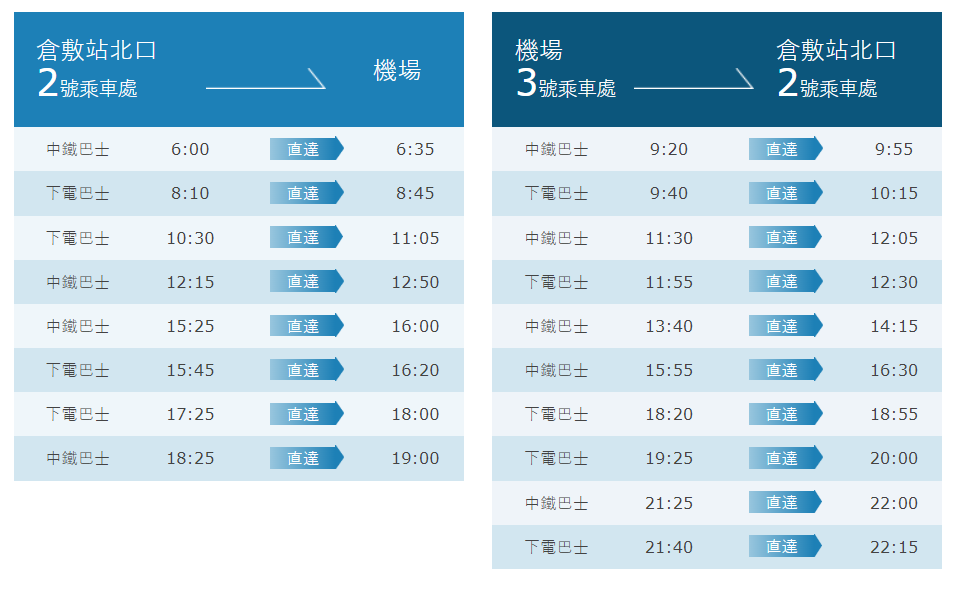 倉敷站北口
2號乘車處
機場
中鐵巴士 6:00 直達 6:35
下電巴士 8:10 直達 8:45
下電巴士 10:30 直達 11:05
中鐵巴士 12:15 直達 12:50
中鐵巴士 15:25 直達 16:00
下電巴士 15:45 直達 16:20
下電巴士 17:25 直達 18:00
中鐵巴士 18:25 直達 19:00
機場
3號乘車處
倉敷站北口
2號乘車處
中鐵巴士 9:20 直達 9:55
下電巴士 9:40 直達 10:15
中鐵巴士 11:30 直達 12:05
下電巴士 11:55 直達 12:30
中鐵巴士 13:40 直達 14:15
中鐵巴士 15:55 直達 16:30
下電巴士 18:20 直達 18:55
下電巴士 19:25 直達 20:00
中鐵巴士 21:25 直達 22:00
下電巴士 21:40 直達 22:15